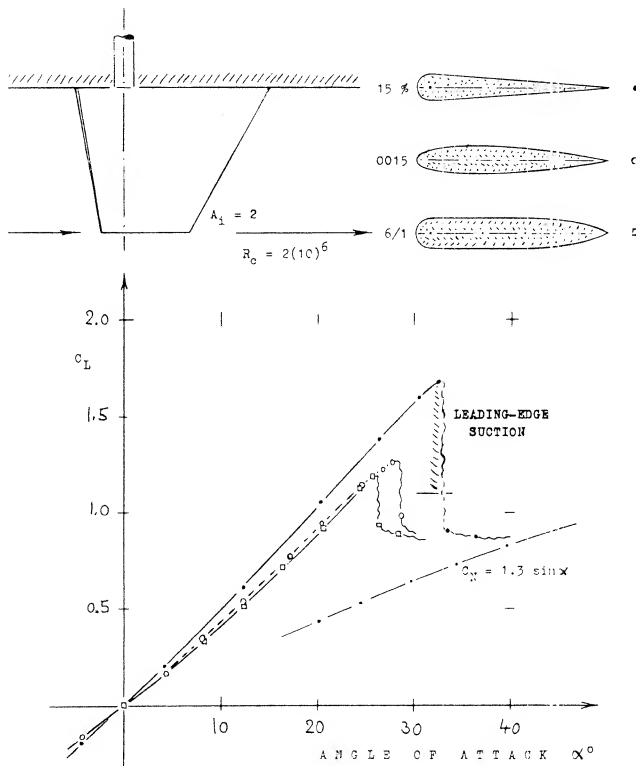 15 %
0015
A_i = 2
R_c = 2(10)^6
6/1
2.0
C_L
1.5
LEADING-EDGE
SUCTION
1.0
C_N = 1.3 sin α
0.5
10 20 30 40
ANGLE OF ATTACK α°